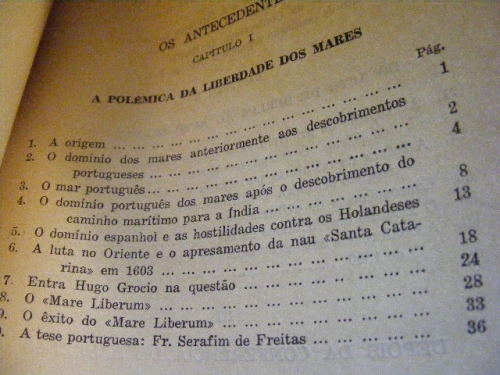 OS ANTECEDENTE
CAPÍTULO I
A POLÉMICA DA LIBERDADE DOS MARES
Pág.
1. A origem ... ... ... ... ... ... ... ... ... ... ... 1
2. O domínio dos mares anteriormente aos descobrimentos
portugueses ... ... ... ... ... ... ... ... ... 2
3. O mar português... ... ... ... ... ... ... ... ... 4
4. O domínio português dos mares após o descobrimento do
caminho marítimo para a Índia ... ... ... ... ... 8
5. O domínio espanhol e as hostilidades contra os Holandeses 13
6. A luta no Oriente e o apresamento da nau «Santa Cata-
rina» em 1603 ... ... ... ... ... ... ... ... 18
7. Entra Hugo Grocio na questão ... ... ... ... ... 24
8. O «Mare Liberum» ... ... ... ... ... ... ... ... 28
9. O êxito do «Mare Liberum» ... ... ... ... ... ... 33
. A tese portuguesa: Fr. Serafim de Freitas ... ... ... 36